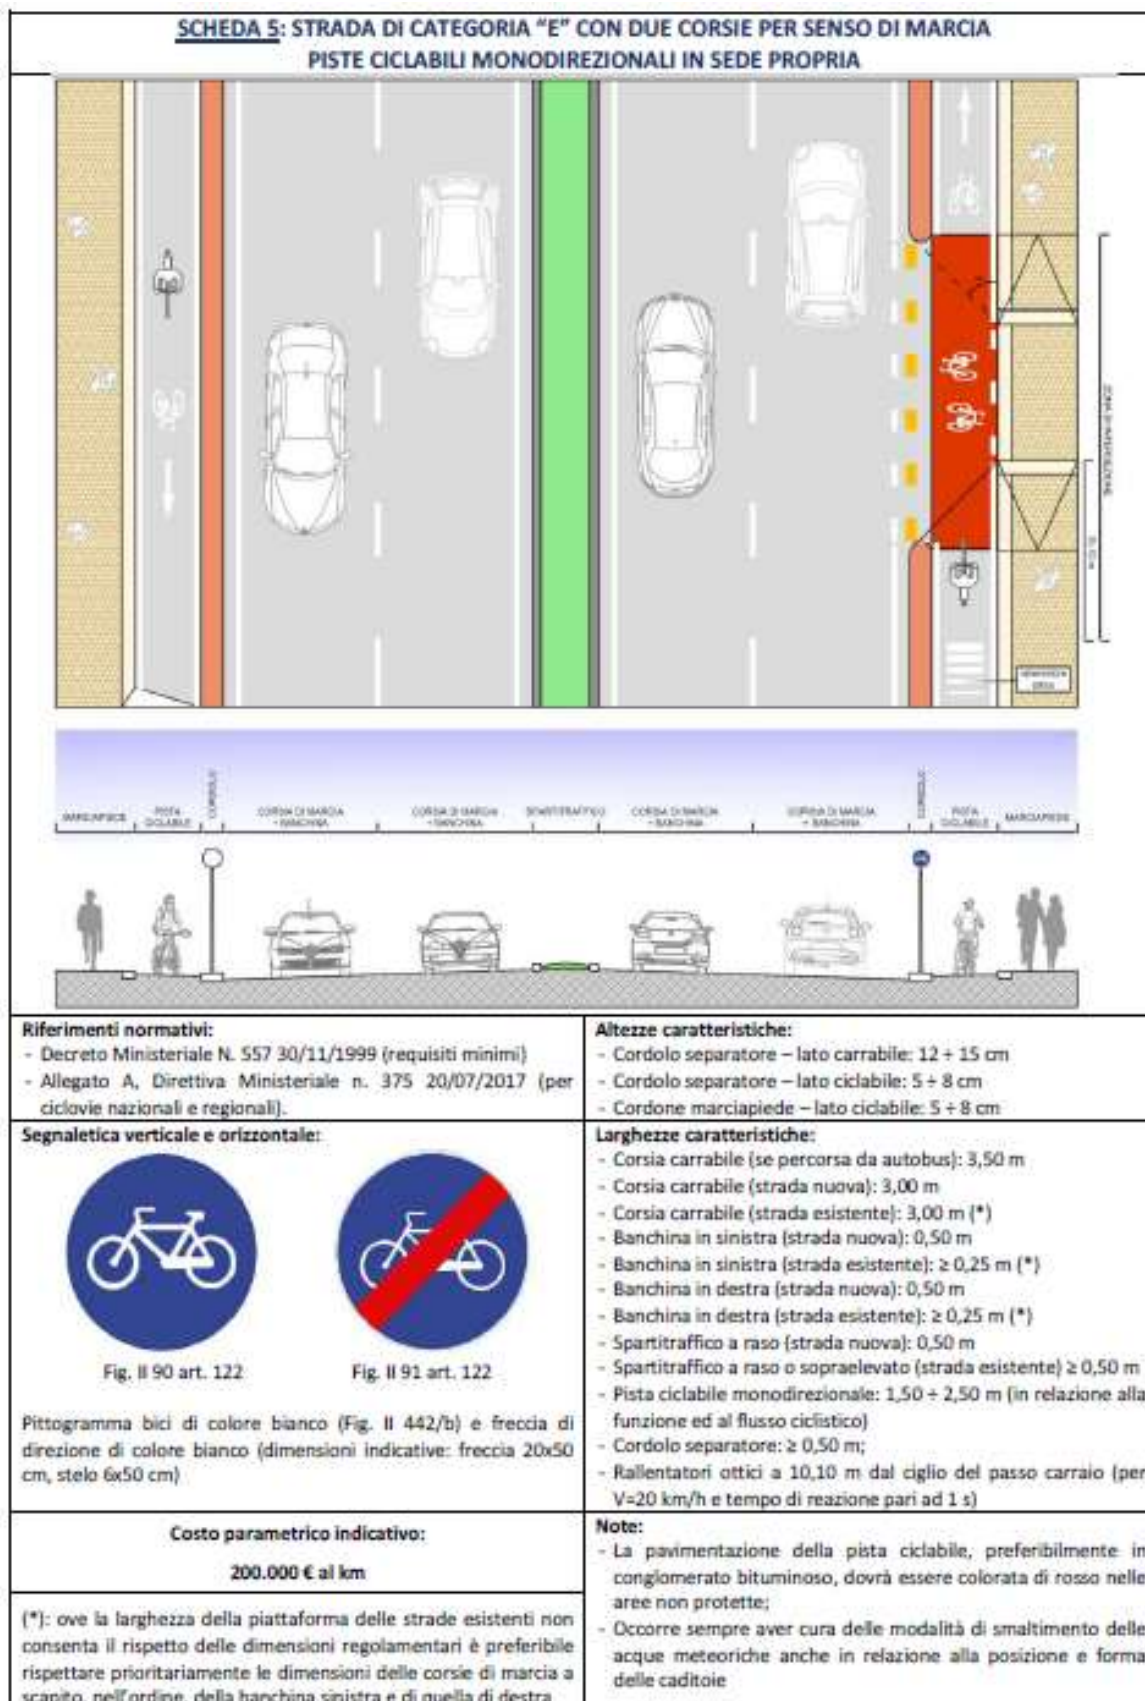 SCHEDA 5: STRADA DI CATEGORIA "E" CON DUE CORSIE PER SENSO DI MARCIA
PISTE CICLABILI MONODIREZIONALI IN SEDE PROPRIA
MARCIAPIEDE
PISTA CICLABILE
CORDOLO
CORSIA DI MARCIA + BANCHINA
CORSIA DI MARCIA + BANCHINA
SPARTITRAFFICO
CORSIA DI MARCIA + BANCHINA
CORSIA DI MARCIA + BANCHINA
CORDOLO
PISTA CICLABILE
MARCIAPIEDE
Riferimenti normativi:
- Decreto Ministeriale N. 557 30/11/1999 (requisiti minimi)
- Allegato A, Direttiva Ministeriale n. 375 20/07/2017 (per
ciclovie nazionali e regionali).
Altezze caratteristiche:
- Cordolo separatore – lato carrabile: 12 ÷ 15 cm
- Cordolo separatore – lato ciclabile: 5 ÷ 8 cm
- Cordone marciapiede – lato ciclabile: 5 ÷ 8 cm
Segnaletica verticale e orizzontale:
Fig. II 90 art. 122
Fig. II 91 art. 122
Pittogramma bici di colore bianco (Fig. II 442/b) e freccia di
direzione di colore bianco (dimensioni indicative: freccia 20x50
cm, stelo 6x50 cm)
Larghezze caratteristiche:
- Corsia carrabile (se percorsa da autobus): 3,50 m
- Corsia carrabile (strada nuova): 3,00 m
- Corsia carrabile (strada esistente): 3,00 m (*)
- Banchina in sinistra (strada nuova): 0,50 m
- Banchina in sinistra (strada esistente): ≥ 0,25 m (*)
- Banchina in destra (strada nuova): 0,50 m
- Banchina in destra (strada esistente): ≥ 0,25 m (*)
- Spartitraffico a raso (strada nuova): 0,50 m
- Spartitraffico a raso o sopraelevato (strada esistente) ≥ 0,50 m
- Pista ciclabile monodirezionale: 1,50 ÷ 2,50 m (in relazione alla
funzione ed al flusso ciclistico)
- Cordolo separatore: ≥ 0,50 m;
- Rallentatori ottici a 10,10 m dal ciglio del passo carraio (per
V=20 km/h e tempo di reazione pari ad 1 s)
Costo parametrico indicativo:
200.000 € al km
(*): ove la larghezza della piattaforma delle strade esistenti non
consenta il rispetto delle dimensioni regolamentari è preferibile
rispettare prioritariamente le dimensioni delle corsie di marcia a
scapito, nell'ordine, della banchina sinistra e di quella di destra
Note:
- La pavimentazione della pista ciclabile, preferibilmente in
conglomerato bituminoso, dovrà essere colorata di rosso nelle
aree non protette;
- Occorre sempre aver cura delle modalità di smaltimento delle
acque meteoriche anche in relazione alla posizione e forma
delle caditoie